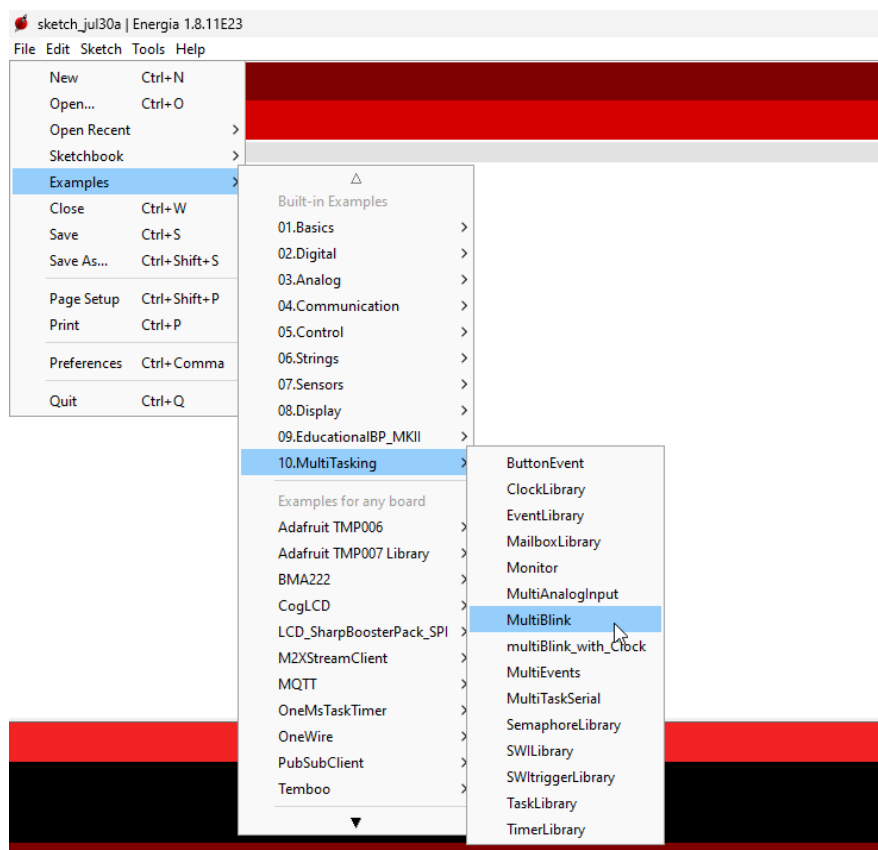 sketch_jul30a | Energia 1.8.11E23
File Edit Sketch Tools Help
New Ctrl+N
Open... Ctrl+O
Open Recent
Sketchbook
Examples
Close Ctrl+W
Save Ctrl+S
Save As... Ctrl+Shift+S
Page Setup Ctrl+Shift+P
Print Ctrl+P
Preferences Ctrl+Comma
Quit Ctrl+Q
Built-in Examples
01.Basics
02.Digital
03.Analog
04.Communication
05.Control
06.Strings
07.Sensors
08.Display
09.EducationalBP_MKII
10.MultiTasking
Examples for any board
Adafruit TMP006
Adafruit TMP007 Library
BMA222
CogLCD
LCD_SharpBoosterPack_SPI
M2XStreamClient
MQTT
OneMsTaskTimer
OneWire
PubSubClient
Temboo
ButtonEvent
ClockLibrary
EventLibrary
MailboxLibrary
Monitor
MultiAnalogInput
MultiBlink
multiBlink_with_Clock
MultiEvents
MultiTaskSerial
SemaphoreLibrary
SWILibrary
SWItriggerLibrary
TaskLibrary
TimerLibrary